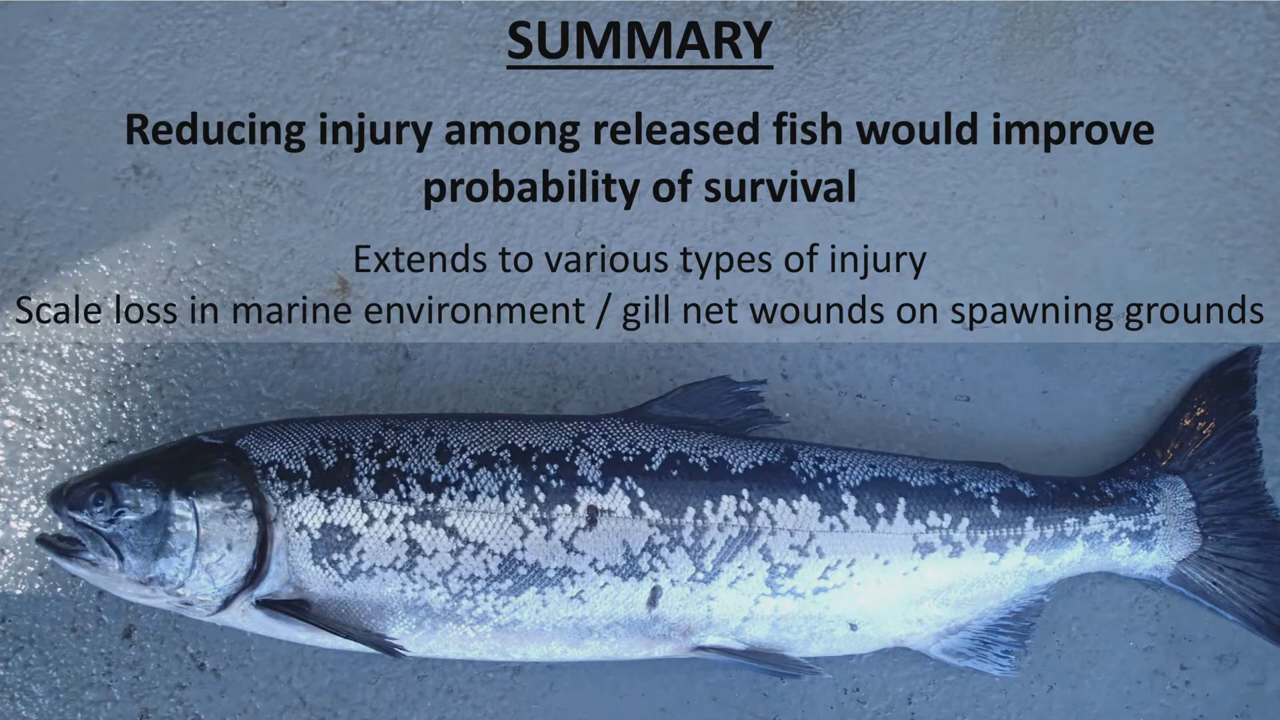 SUMMARY
Reducing injury among released fish would improve
probability of survival
Extends to various types of injury
Scale loss in marine environment / gill net wounds on spawning grounds